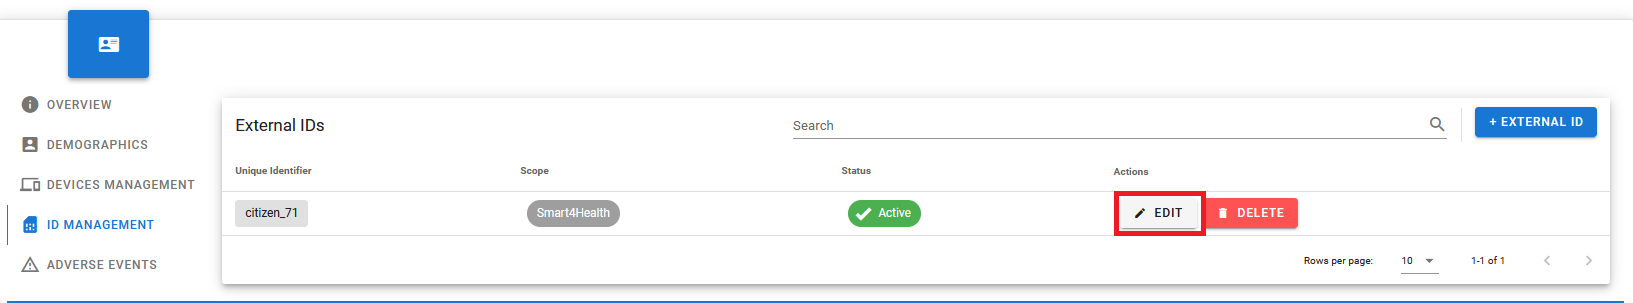 OVERVIEW
DEMOGRAPHICS
DEVICES MANAGEMENT
ID MANAGEMENT
ADVERSE EVENTS
External IDs
Search
+ EXTERNAL ID
Unique Identifier Scope Status Actions
citizen_71 Smart4Health Active EDIT DELETE
Rows per page: 10 1-1 of 1